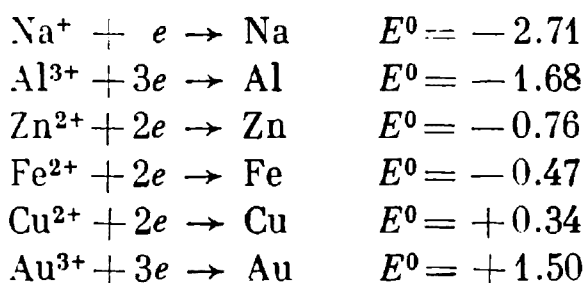 Na⁺ + e → Na E⁰ = −2.71
Al³⁺ + 3e → Al E⁰ = −1.68
Zn²⁺ + 2e → Zn E⁰ = −0.76
Fe²⁺ + 2e → Fe E⁰ = −0.47
Cu²⁺ + 2e → Cu E⁰ = +0.34
Au³⁺ + 3e → Au E⁰ = +1.50